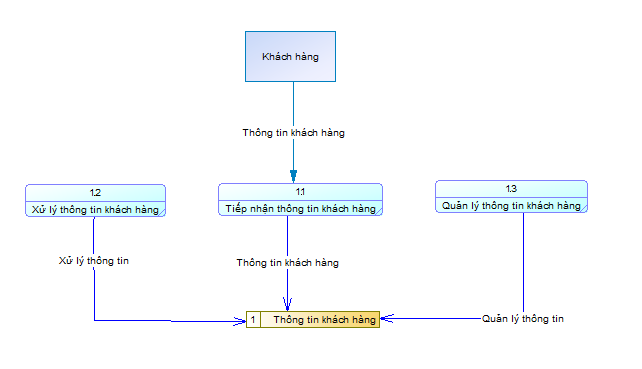 Khách hàng
Thông tin khách hàng
1.2
Xử lý thông tin khách hàng
1.1
Tiếp nhận thông tin khách hàng
1.3
Quản lý thông tin khách hàng
Xử lý thông tin
Thông tin khách hàng
1 Thông tin khách hàng
Quản lý thông tin